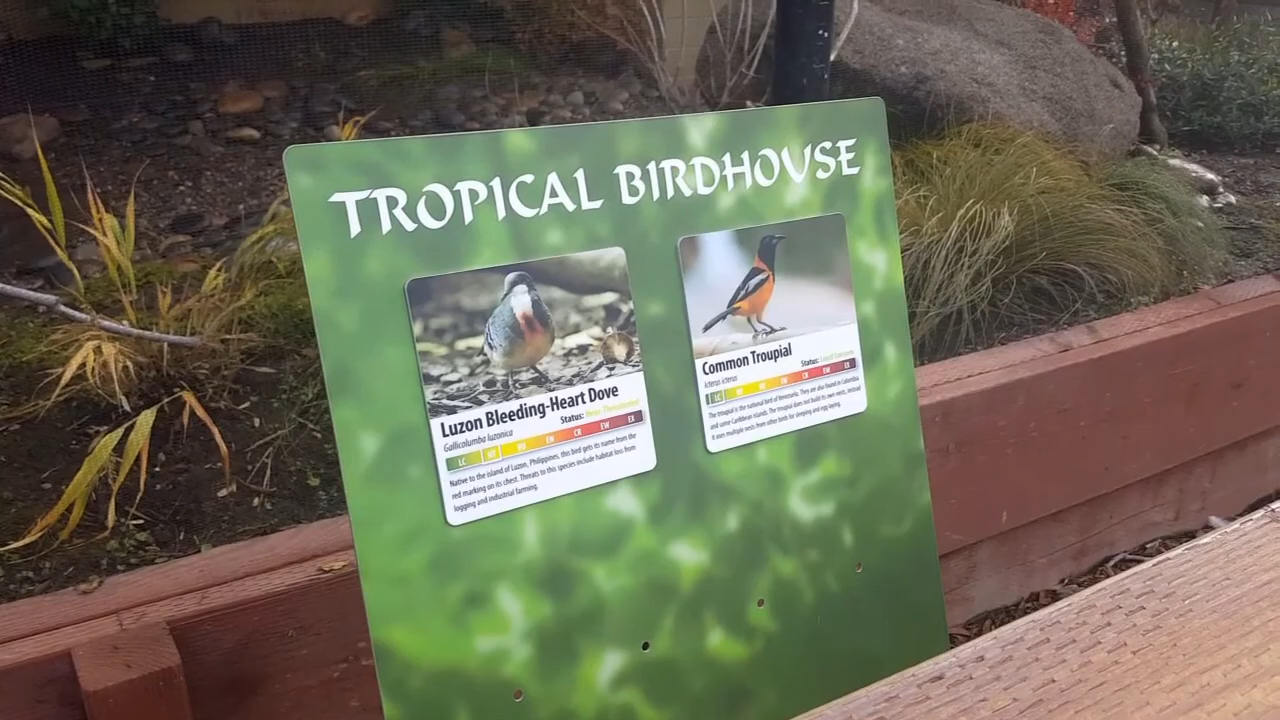 TROPICAL BIRDHOUSE
Luzon Bleeding-Heart Dove
Gallicolumba luzonica
Status: Near Threatened
LC NT VU EN CR EW EX
Native to the island of Luzon, Philippines, this bird gets its name from the
red marking on its chest. Threats to this species include habitat loss from
logging and industrial farming.
Common Troupial
Icterus icterus
Status: Least Concern
LC NT VU EN CR EW EX
The troupial is the national bird of Venezuela. They are also found in Colombia
and some Caribbean islands. The troupial does not build its own nests, instead
it uses multiple nests from other birds for sleeping and egg laying.